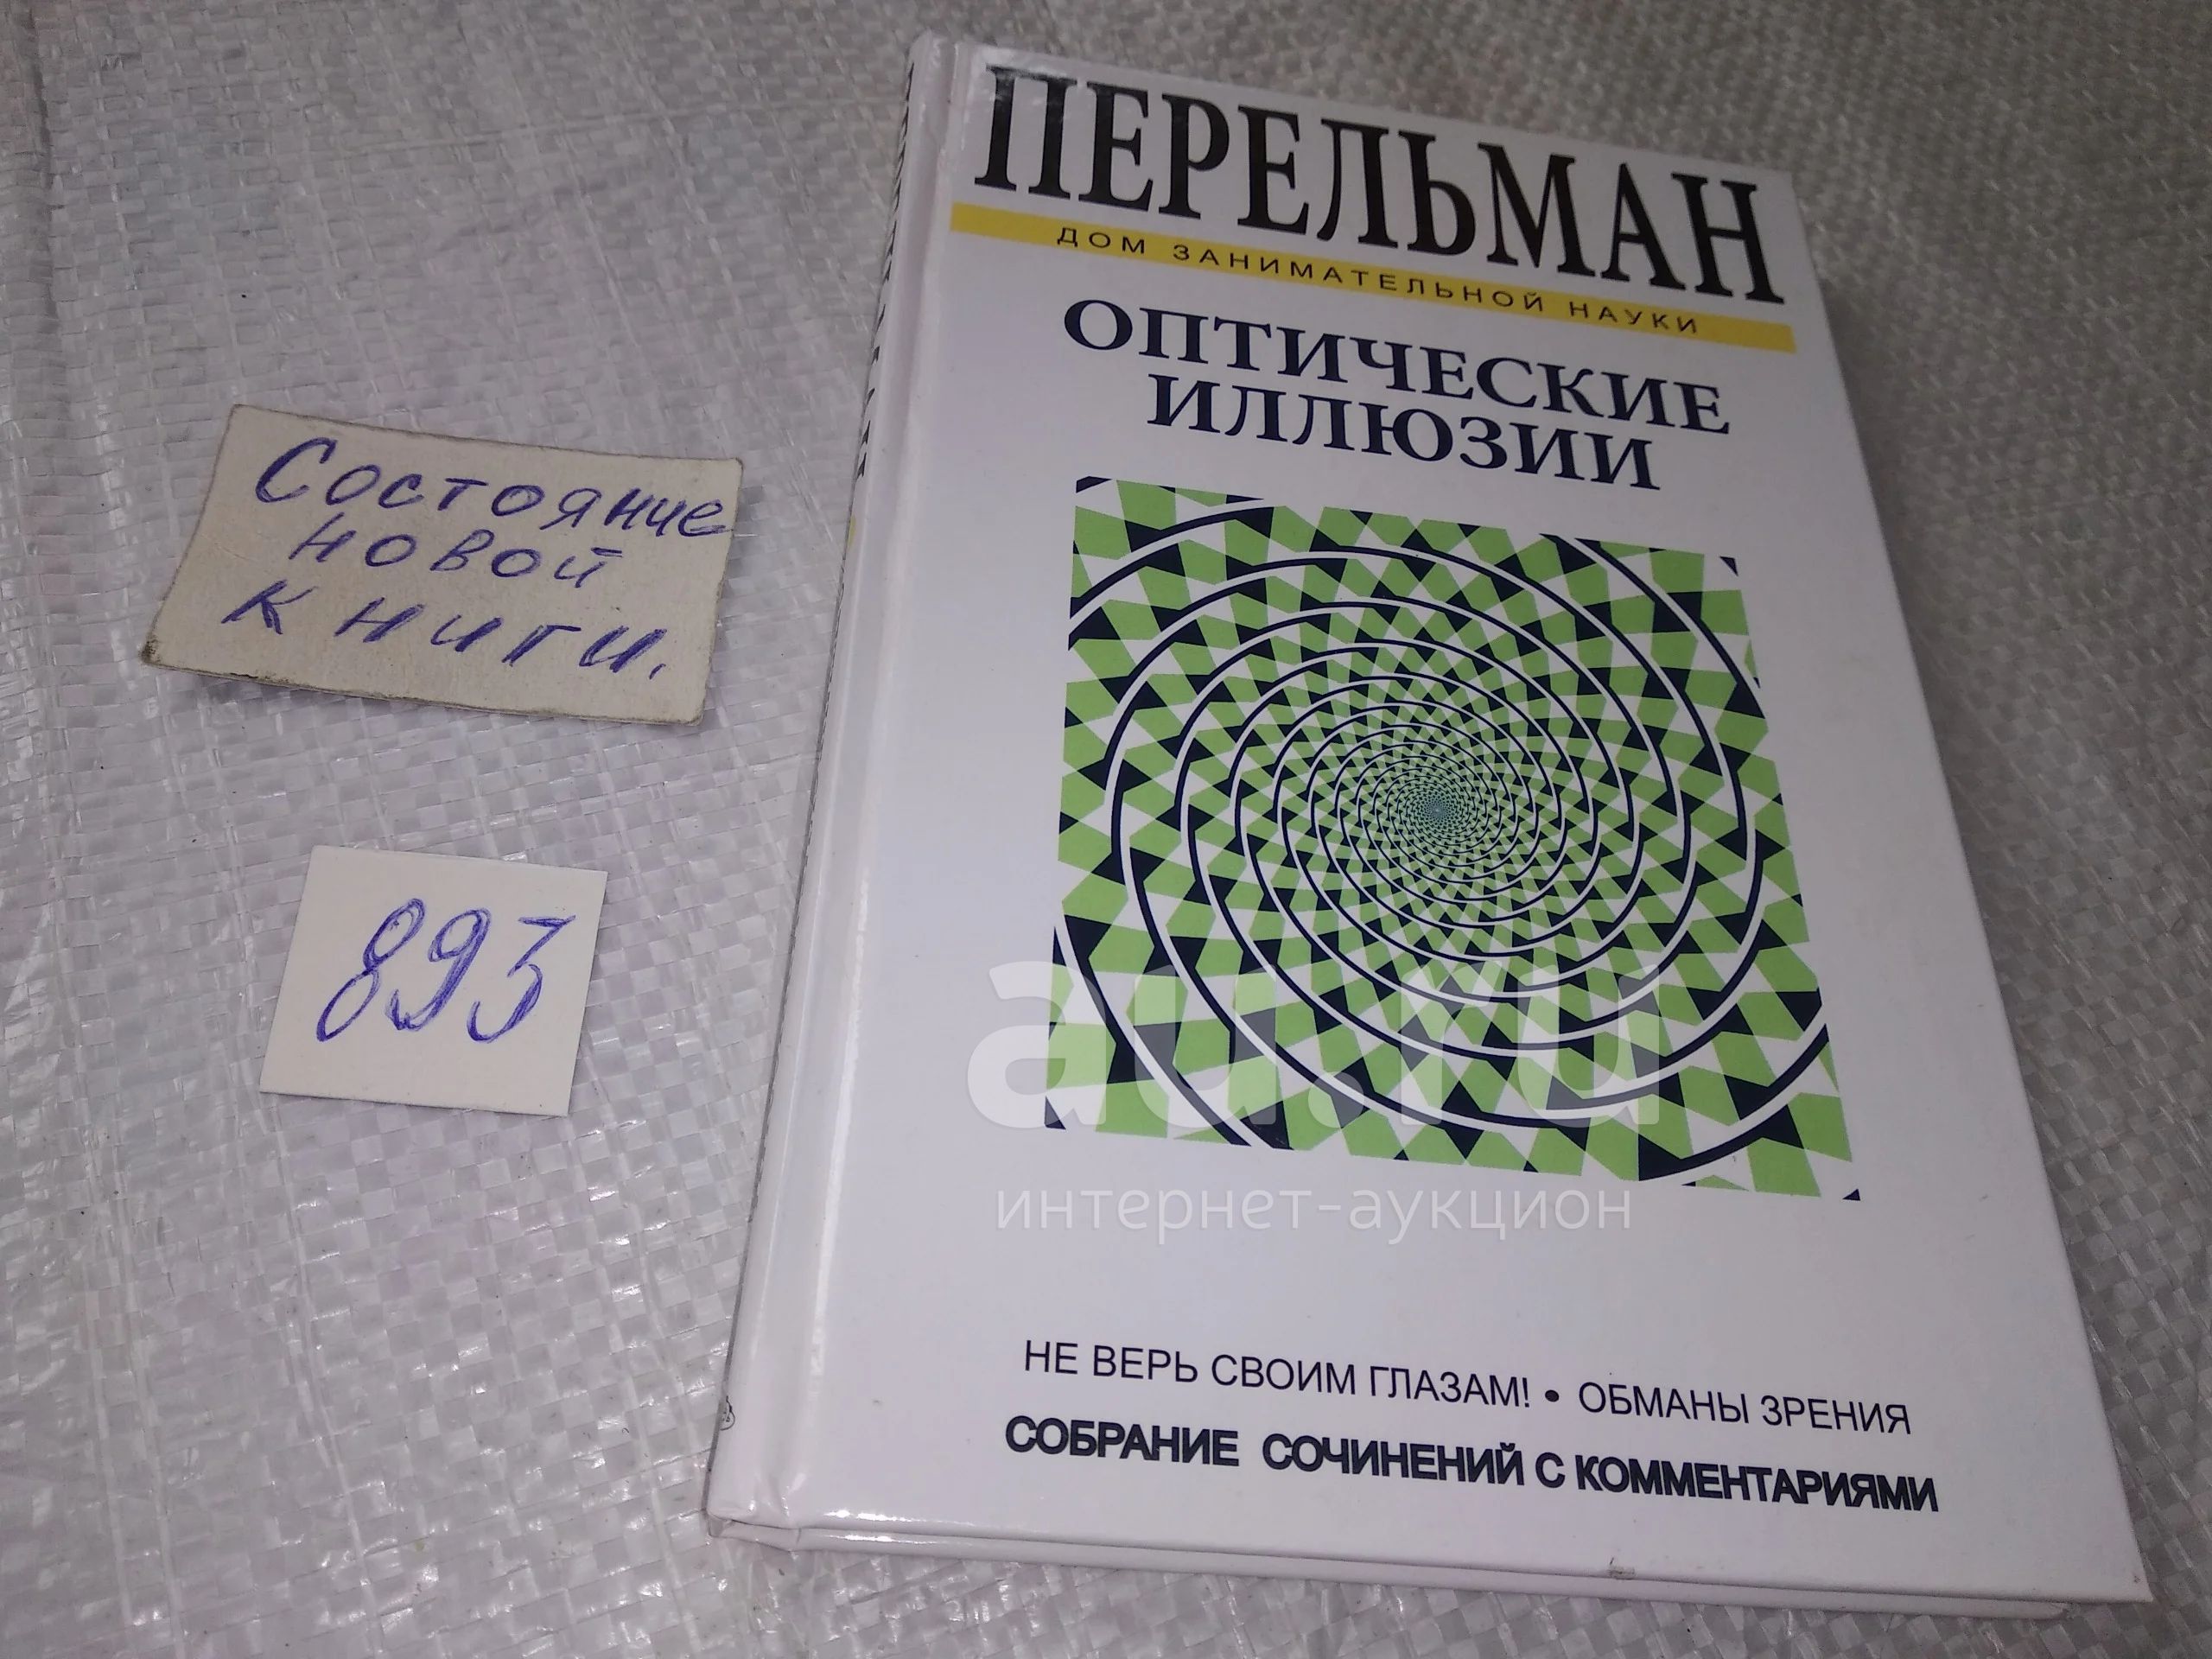 ПЕРЕЛЬМАН
ДОМ ЗАНИМАТЕЛЬНОЙ НАУКИ
ОПТИЧЕСКИЕ
ИЛЛЮЗИИ
Состояние
новой
книги.
893
au.ru
интернет-аукцион
НЕ ВЕРЬ СВОИМ ГЛАЗАМ! • ОБМАНЫ ЗРЕНИЯ
СОБРАНИЕ СОЧИНЕНИЙ С КОММЕНТАРИЯМИ